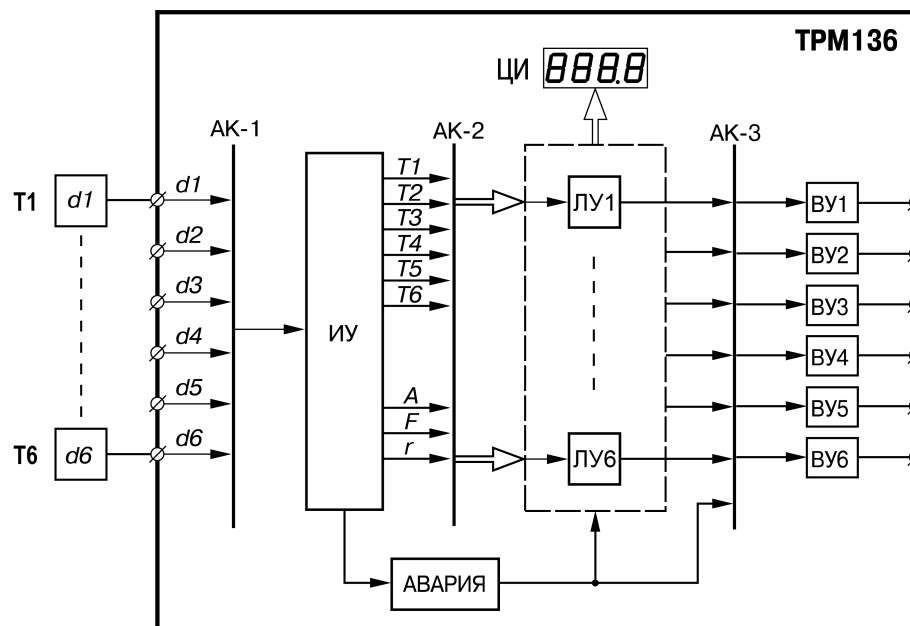 ТРМ136
ЦИ 888.8
АК-1
АК-2
АК-3
Т1
d1
d1
d2
d3
d4
d5
d6
Т6
d6
ИУ
T1
T2
T3
T4
T5
T6
A
F
r
ЛУ1
ЛУ6
ВУ1
ВУ2
ВУ3
ВУ4
ВУ5
ВУ6
АВАРИЯ